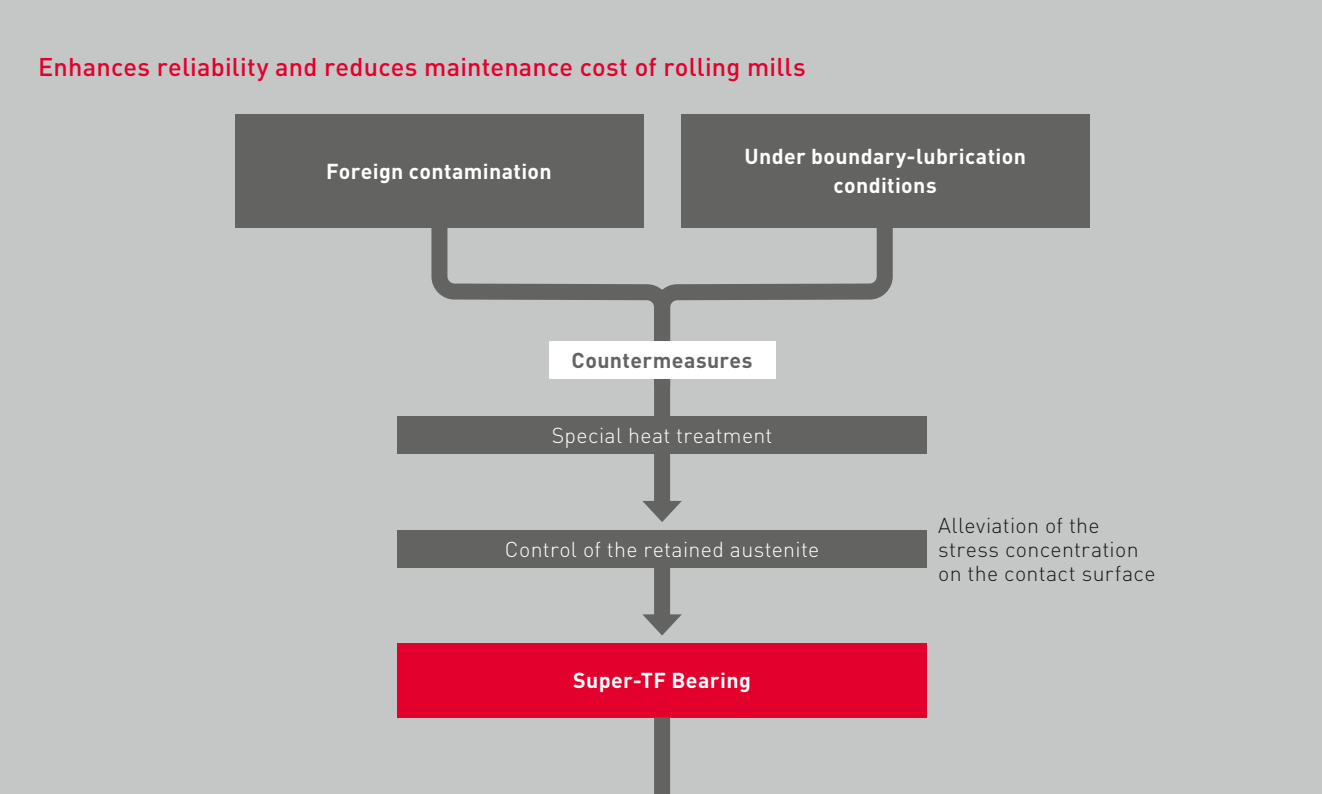 Enhances reliability and reduces maintenance cost of rolling mills
Foreign contamination
Under boundary-lubrication
conditions
Countermeasures
Special heat treatment
Control of the retained austenite
Alleviation of the
stress concentration
on the contact surface
Super-TF Bearing